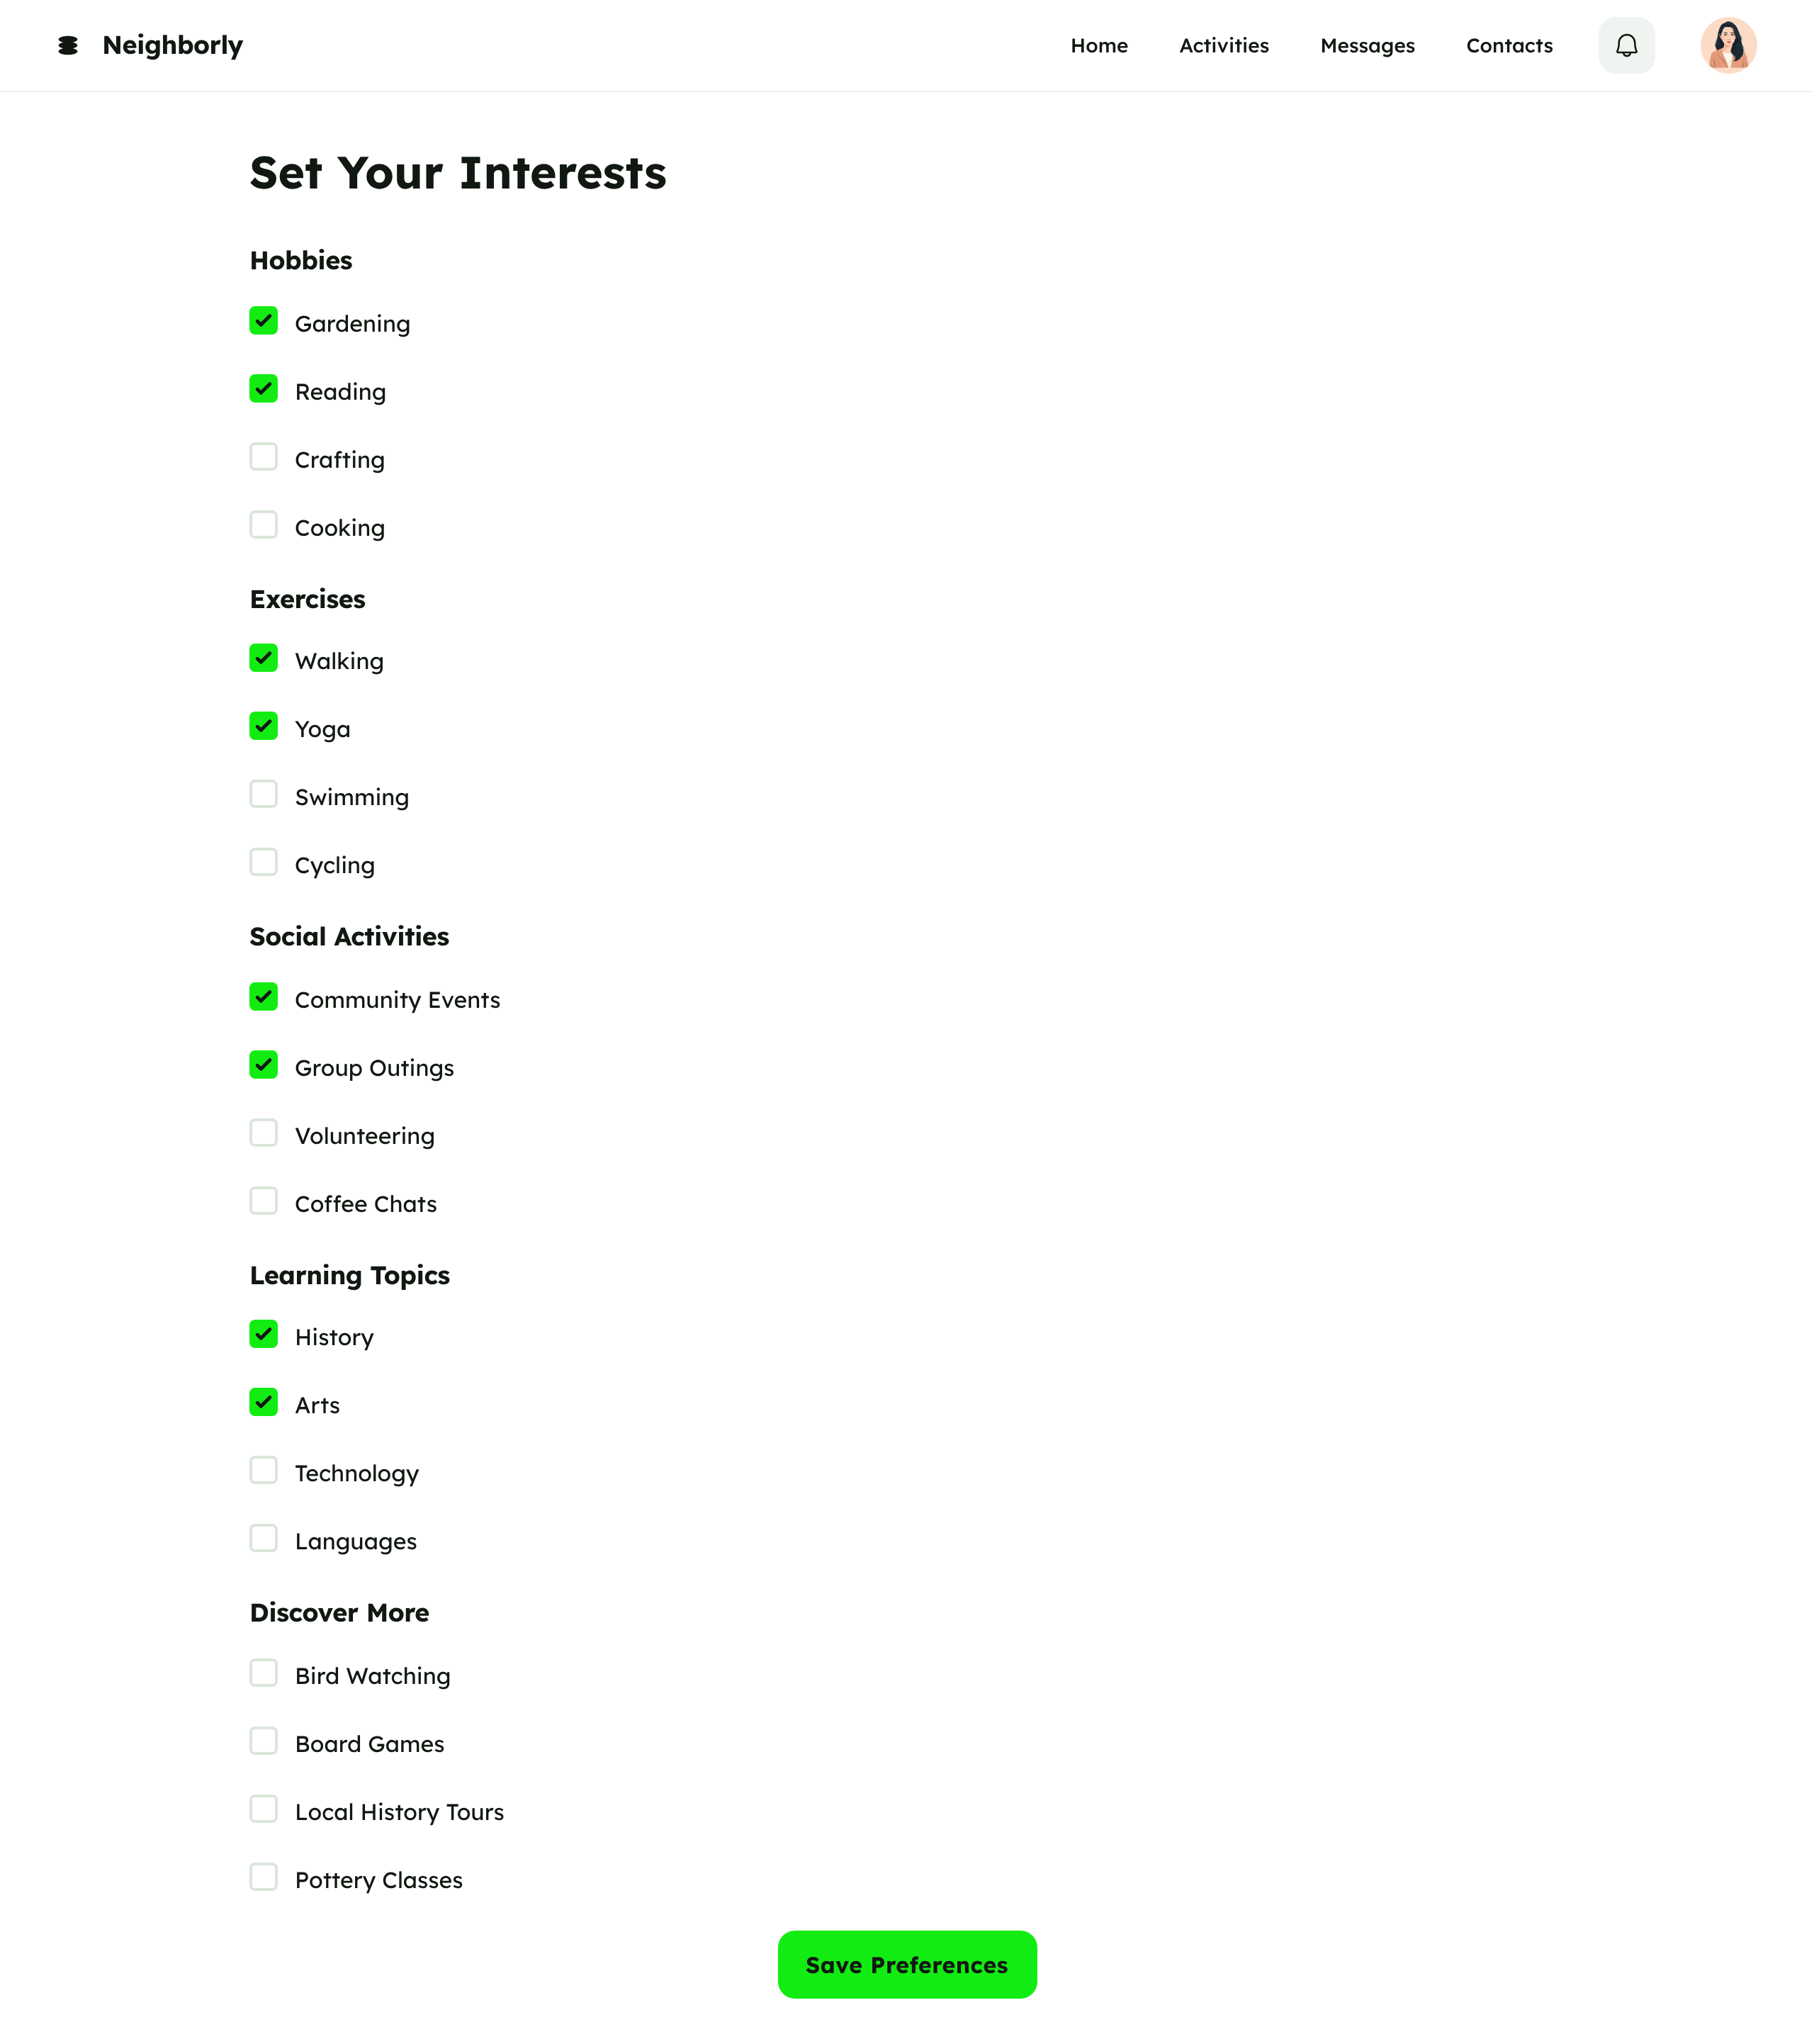 Neighborly
Home
Activities
Messages
Contacts
Set Your Interests
Hobbies
Gardening
Reading
Crafting
Cooking
Exercises
Walking
Yoga
Swimming
Cycling
Social Activities
Community Events
Group Outings
Volunteering
Coffee Chats
Learning Topics
History
Arts
Technology
Languages
Discover More
Bird Watching
Board Games
Local History Tours
Pottery Classes
Save Preferences